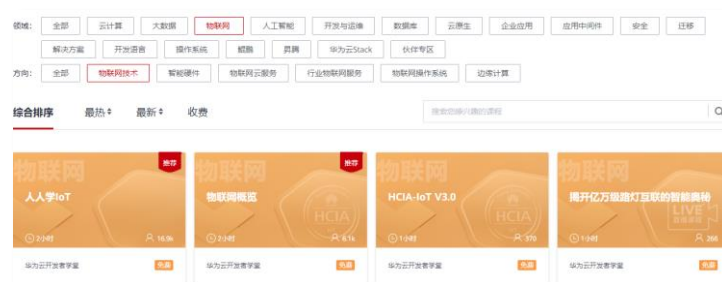 领域: 全部 云计算 大数据 物联网 人工智能 开发与运维 数据库 云原生 企业应用 应用中间件 安全 迁移
解决方案 开发语言 操作系统 鲲鹏 昇腾 华为云Stack 伙伴专区
方向: 全部 物联网技术 智能硬件 物联网云服务 行业物联网服务 物联网操作系统 边缘计算
综合排序 最热 最新 收费 搜索您感兴趣的课程
推荐 推荐
物联网 物联网 物联网 物联网
人人学IoT 物联网概览 HCIA-IoT V3.0 揭开亿万级路灯互联的智能奥秘
HCIA HCIA LIVE
2小时 16.8k 2小时 8.1k 1小时 370 1小时 266
华为云开发者学堂 免费 华为云开发者学堂 免费 华为云开发者学堂 免费 华为云开发者学堂 免费